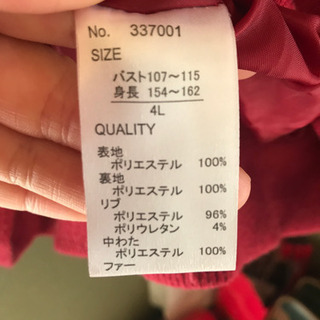 No. 337001
SIZE
バスト107～115
身長 154～162
4L
QUALITY
表地
ポリエステル 100%
裏地
ポリエステル 100%
リブ
ポリエステル 96%
ポリウレタン 4%
中わた
ポリエステル 100%
ファー